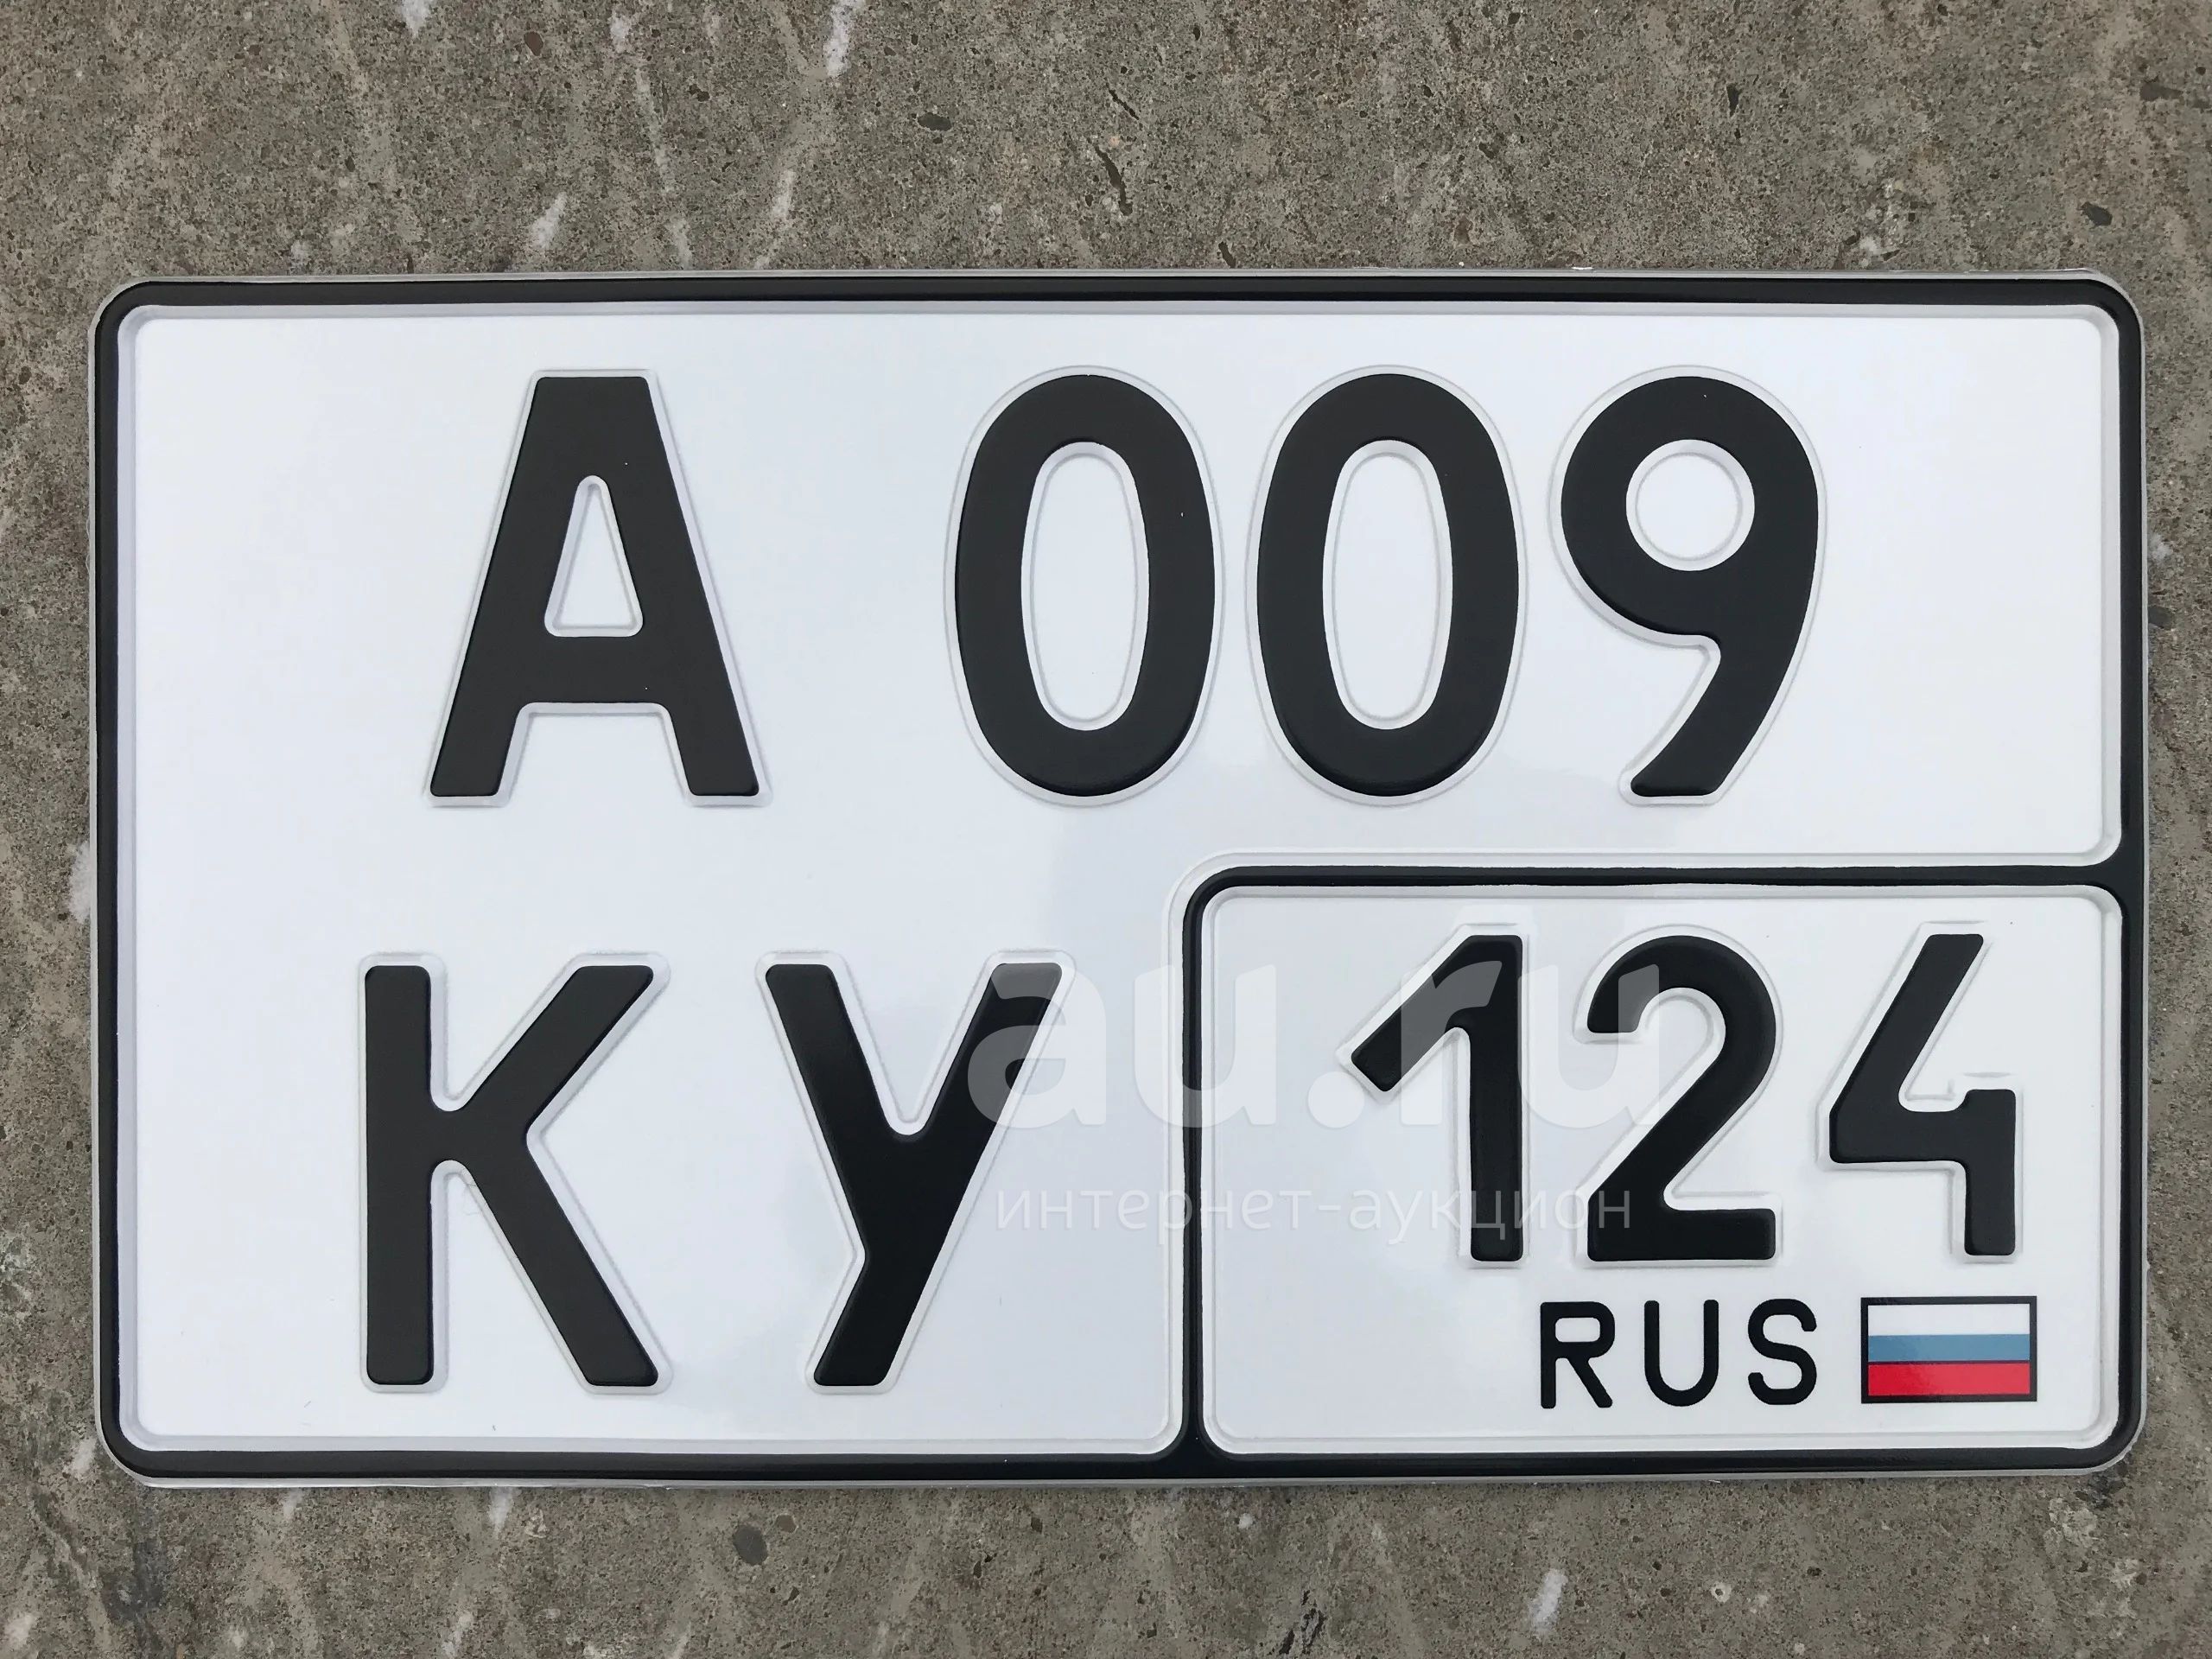 А 009
КУ
124
RUS
au.ru
интернет-аукцион